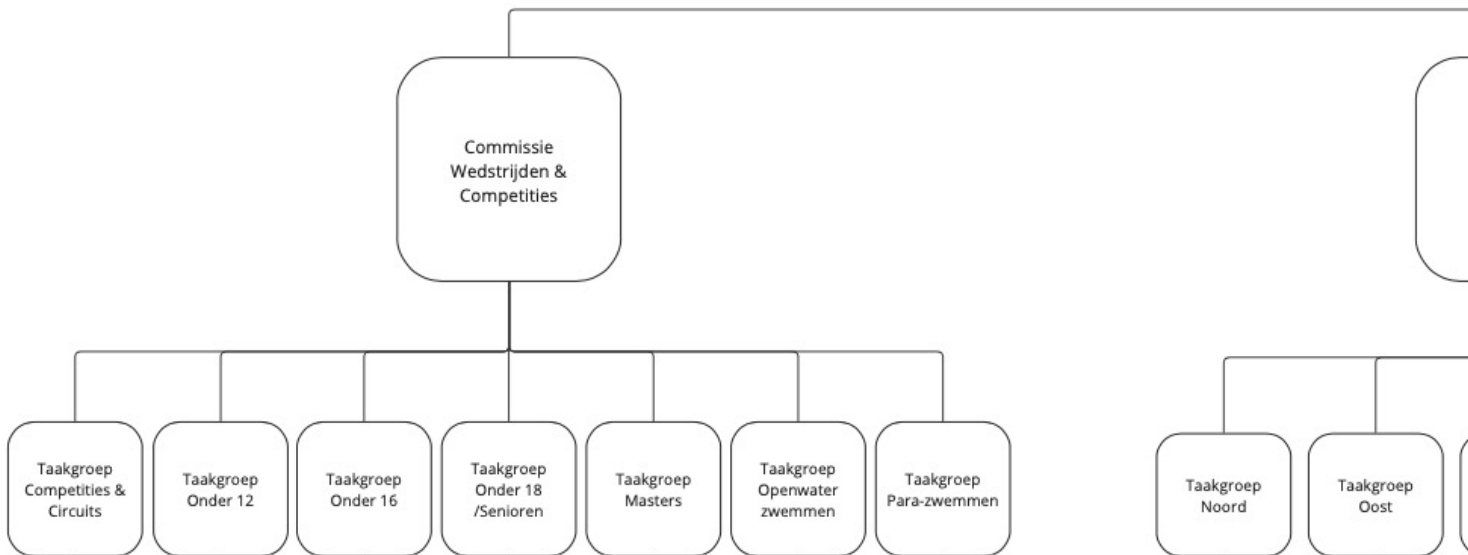 Commissie
Wedstrijden &
Competities
Taakgroep
Competities &
Circuits
Taakgroep
Onder 12
Taakgroep
Onder 16
Taakgroep
Onder 18
/Senioren
Taakgroep
Masters
Taakgroep
Openwater
zwemmen
Taakgroep
Para-zwemmen
Taakgroep
Noord
Taakgroep
Oost